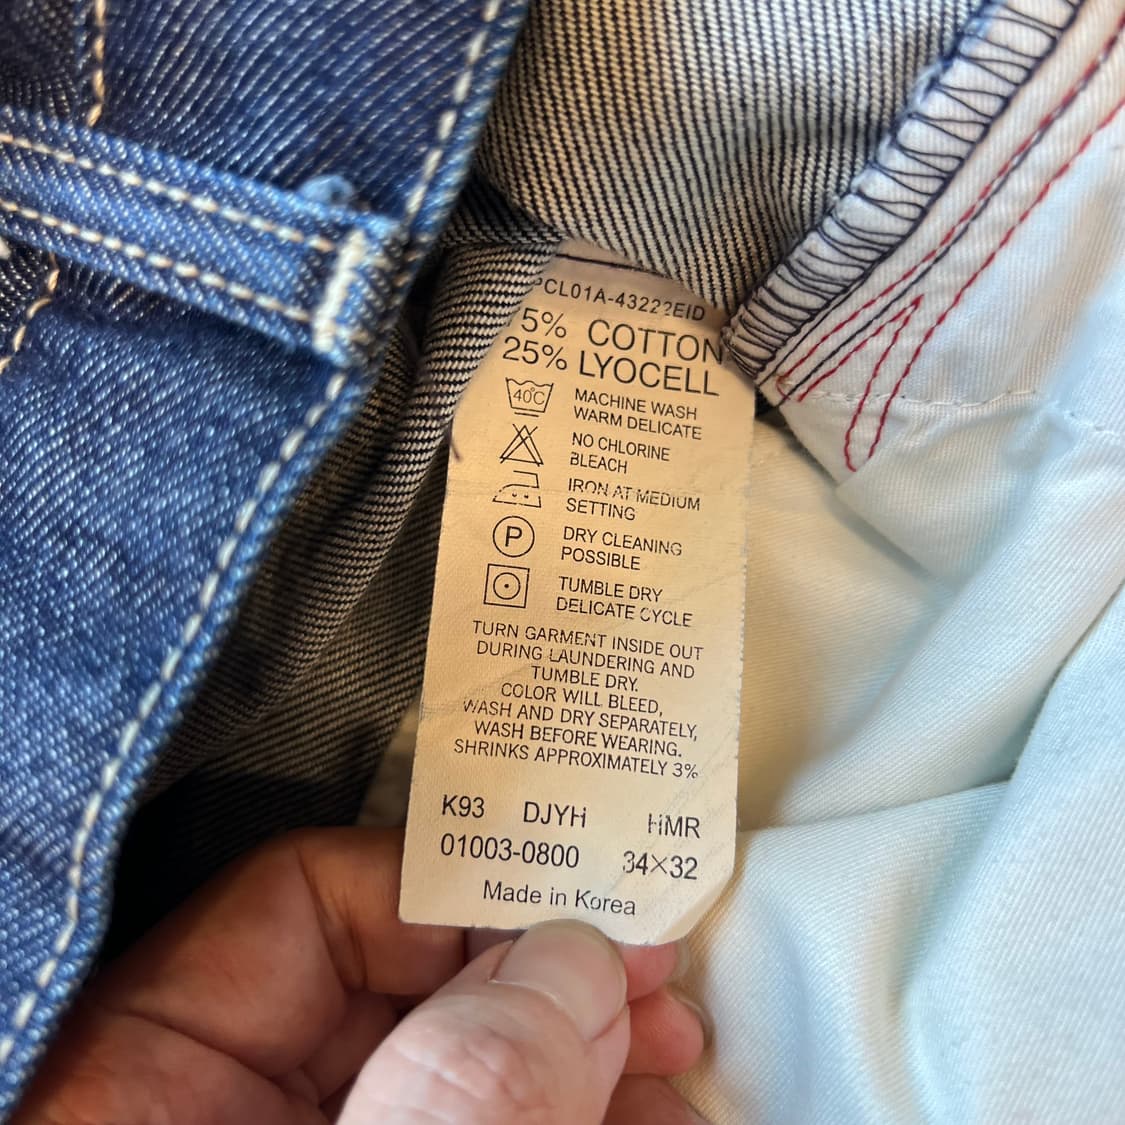 CL01A-43222EID
5% COTTON
25% LYOCELL
40°C MACHINE WASH
WARM DELICATE
NO CHLORINE
BLEACH
IRON AT MEDIUM
SETTING
P DRY CLEANING
POSSIBLE
TUMBLE DRY
DELICATE CYCLE
TURN GARMENT INSIDE OUT
DURING LAUNDERING AND
TUMBLE DRY.
COLOR WILL BLEED,
WASH AND DRY SEPARATELY,
WASH BEFORE WEARING.
SHRINKS APPROXIMATELY 3%
K93 DJYH HMR
01003-0800 34×32
Made in Korea